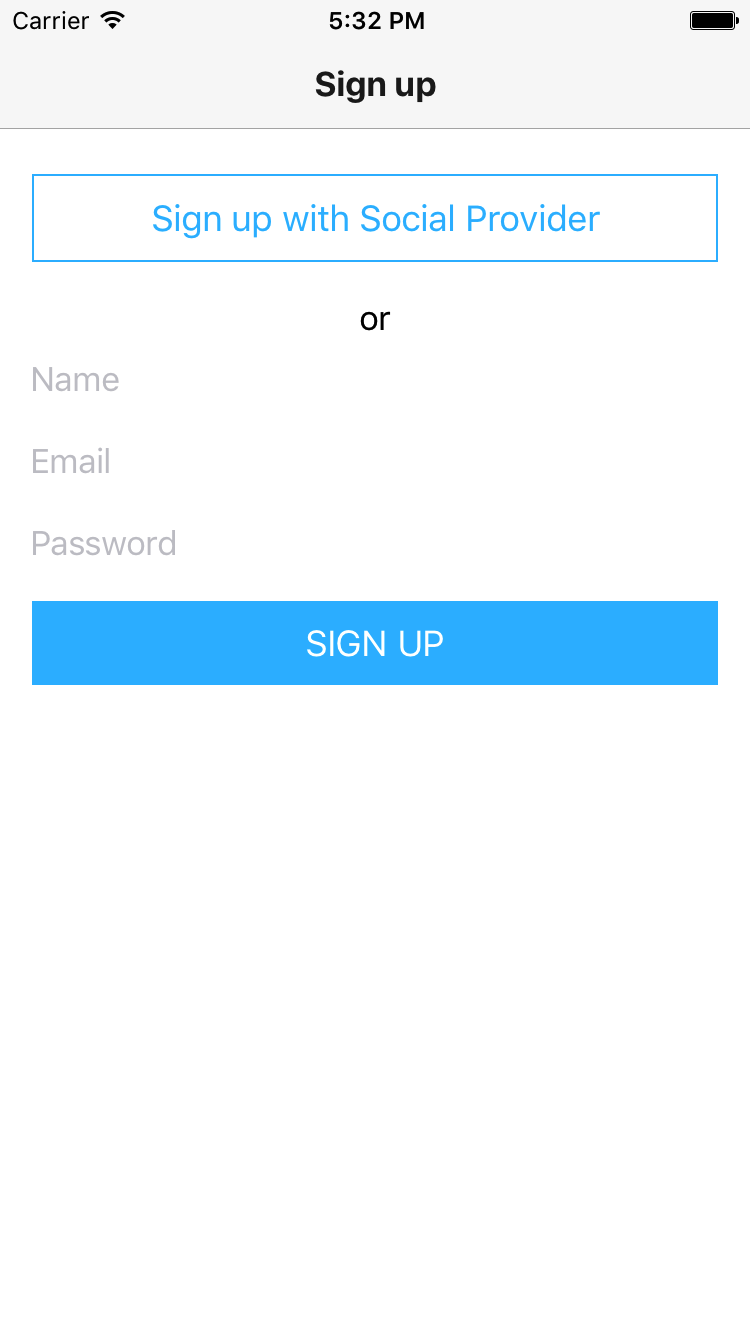 Carrier 5:32 PM
Sign up
Sign up with Social Provider
or
Name
Email
Password
SIGN UP